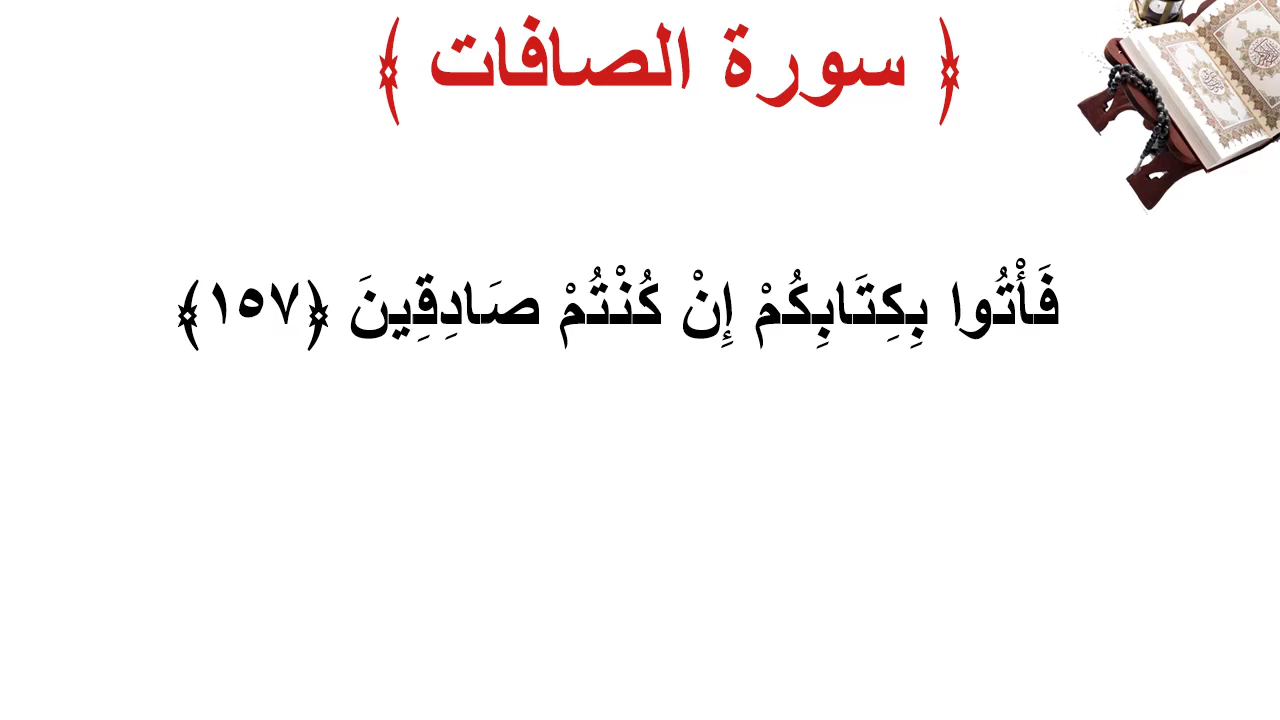 ﴿ سورة الصافات ﴾
فَأْتُوا بِكِتَابِكُمْ إِنْ كُنْتُمْ صَادِقِينَ ﴿١٥٧﴾